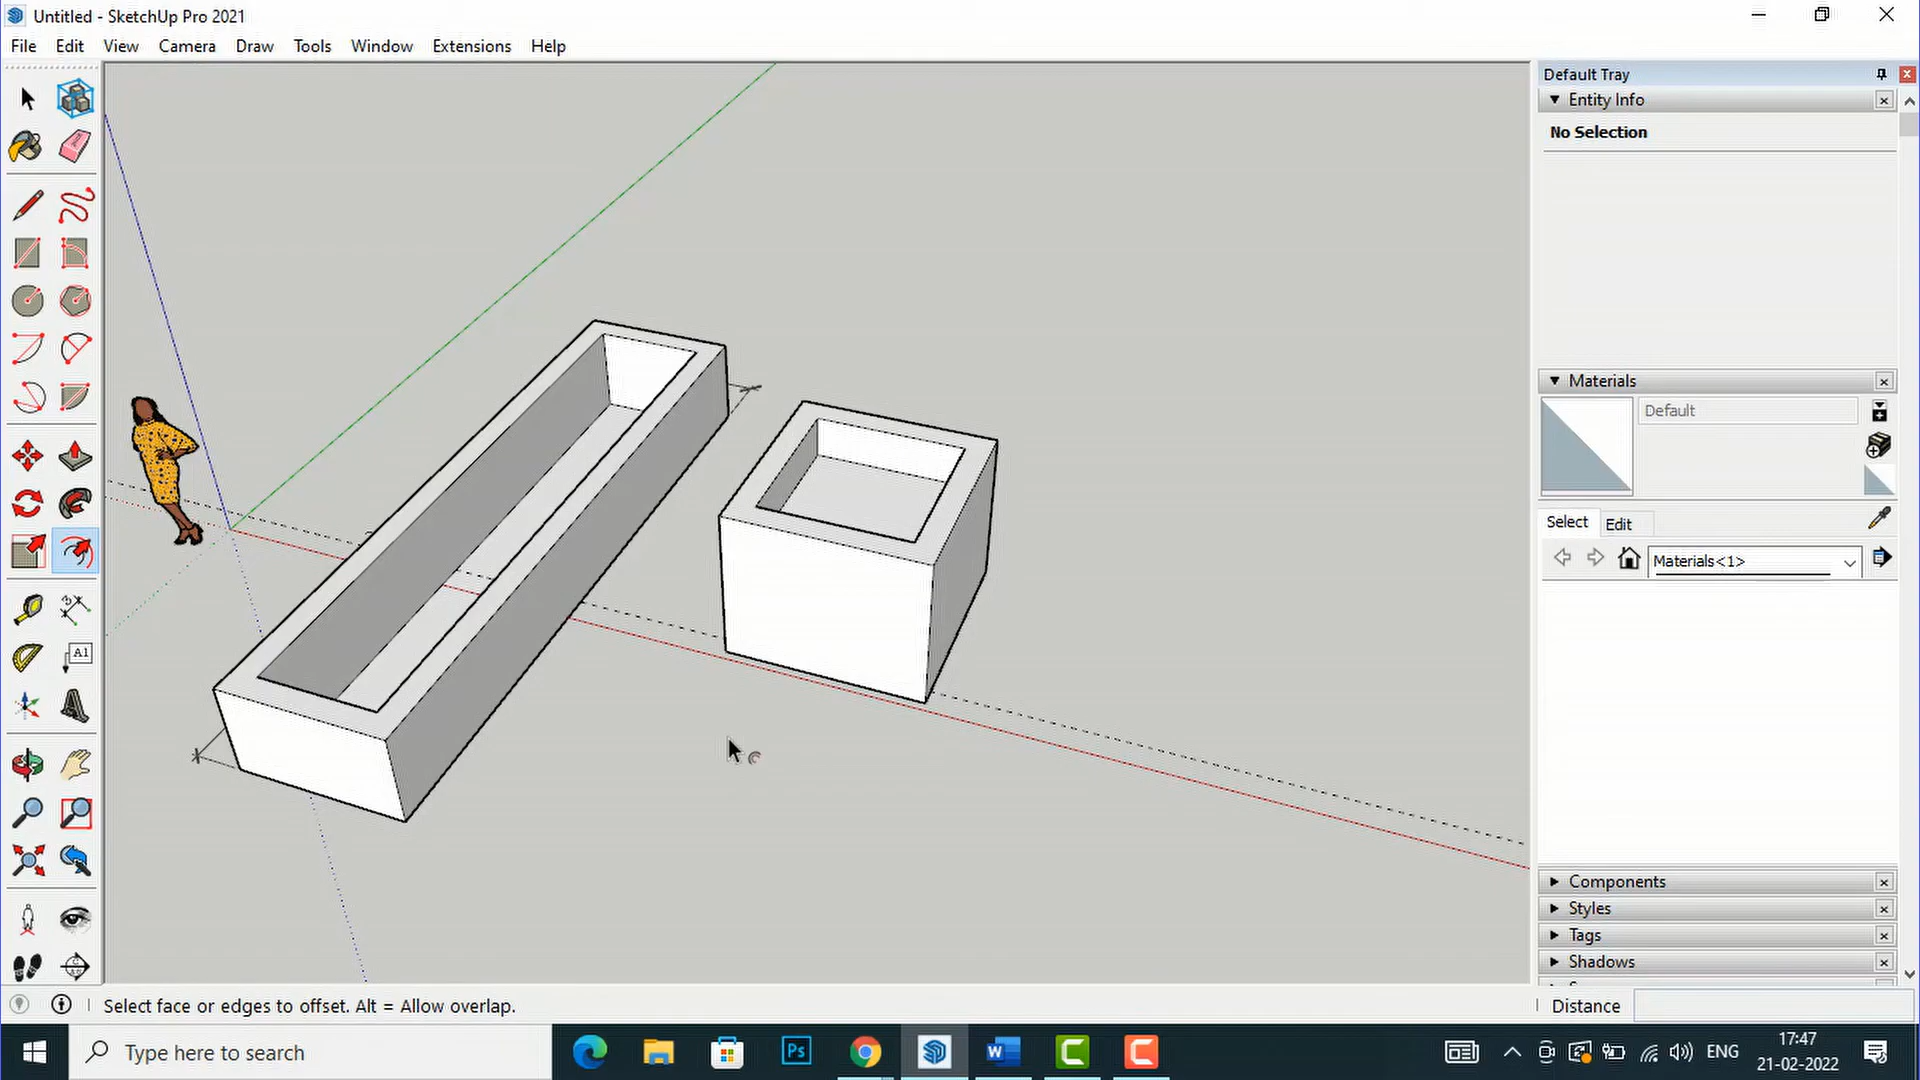 Untitled - SketchUp Pro 2021
File Edit View Camera Draw Tools Window Extensions Help
Default Tray
Entity Info
No Selection
Materials
Default
Select Edit
Materials<1>
A1
Components
Styles
Tags
Shadows
Select face or edges to offset. Alt = Allow overlap.
Distance
Type here to search
Ps
W
C
C
ENG
17:47
21-02-2022